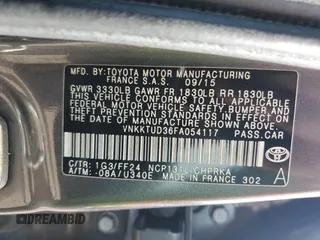 MFD. BY: TOYOTA MOTOR MANUFACTURING
FRANCE S.A.S. 09/15
GVWR 3330LB GAWR FR 1830LB RR 1830LB
THIS VEHICLE CONFORMS TO ALL APPLICABLE
FEDERAL MOTOR VEHICLE SAFETY, BUMPER AND
THEFT PREVENTION STANDARDS IN EFFECT ON
THE DATE OF MANUFACTURE SHOWN ABOVE.
VNKKTUD36FA054117 PASS.CAR
C/TR: 1G3/FF24 NCP131L-CHPRKA
A/TM: -08A/U340E
MADE IN FRANCE 302
A